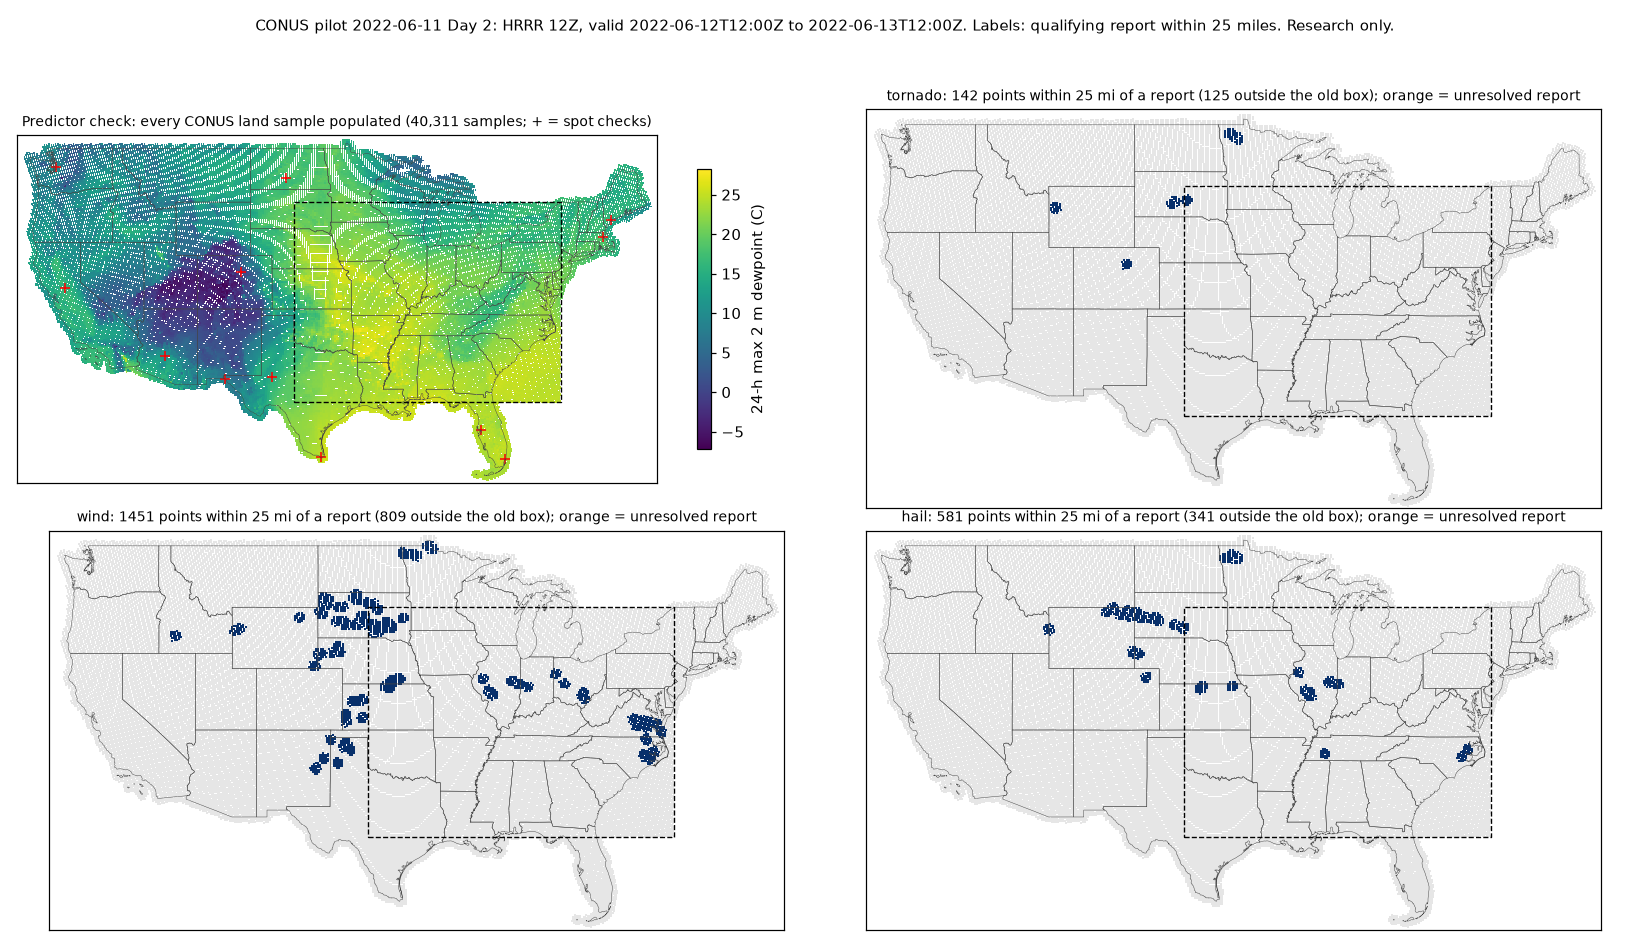 CONUS pilot 2022-06-11 Day 2: HRRR 12Z, valid 2022-06-12T12:00Z to 2022-06-13T12:00Z. Labels: qualifying report within 25 miles. Research only.
Predictor check: every CONUS land sample populated (40,311 samples; + = spot checks)
25
20
15
10
5
0
−5
24-h max 2 m dewpoint (C)
tornado: 142 points within 25 mi of a report (125 outside the old box); orange = unresolved report
wind: 1451 points within 25 mi of a report (809 outside the old box); orange = unresolved report
hail: 581 points within 25 mi of a report (341 outside the old box); orange = unresolved report